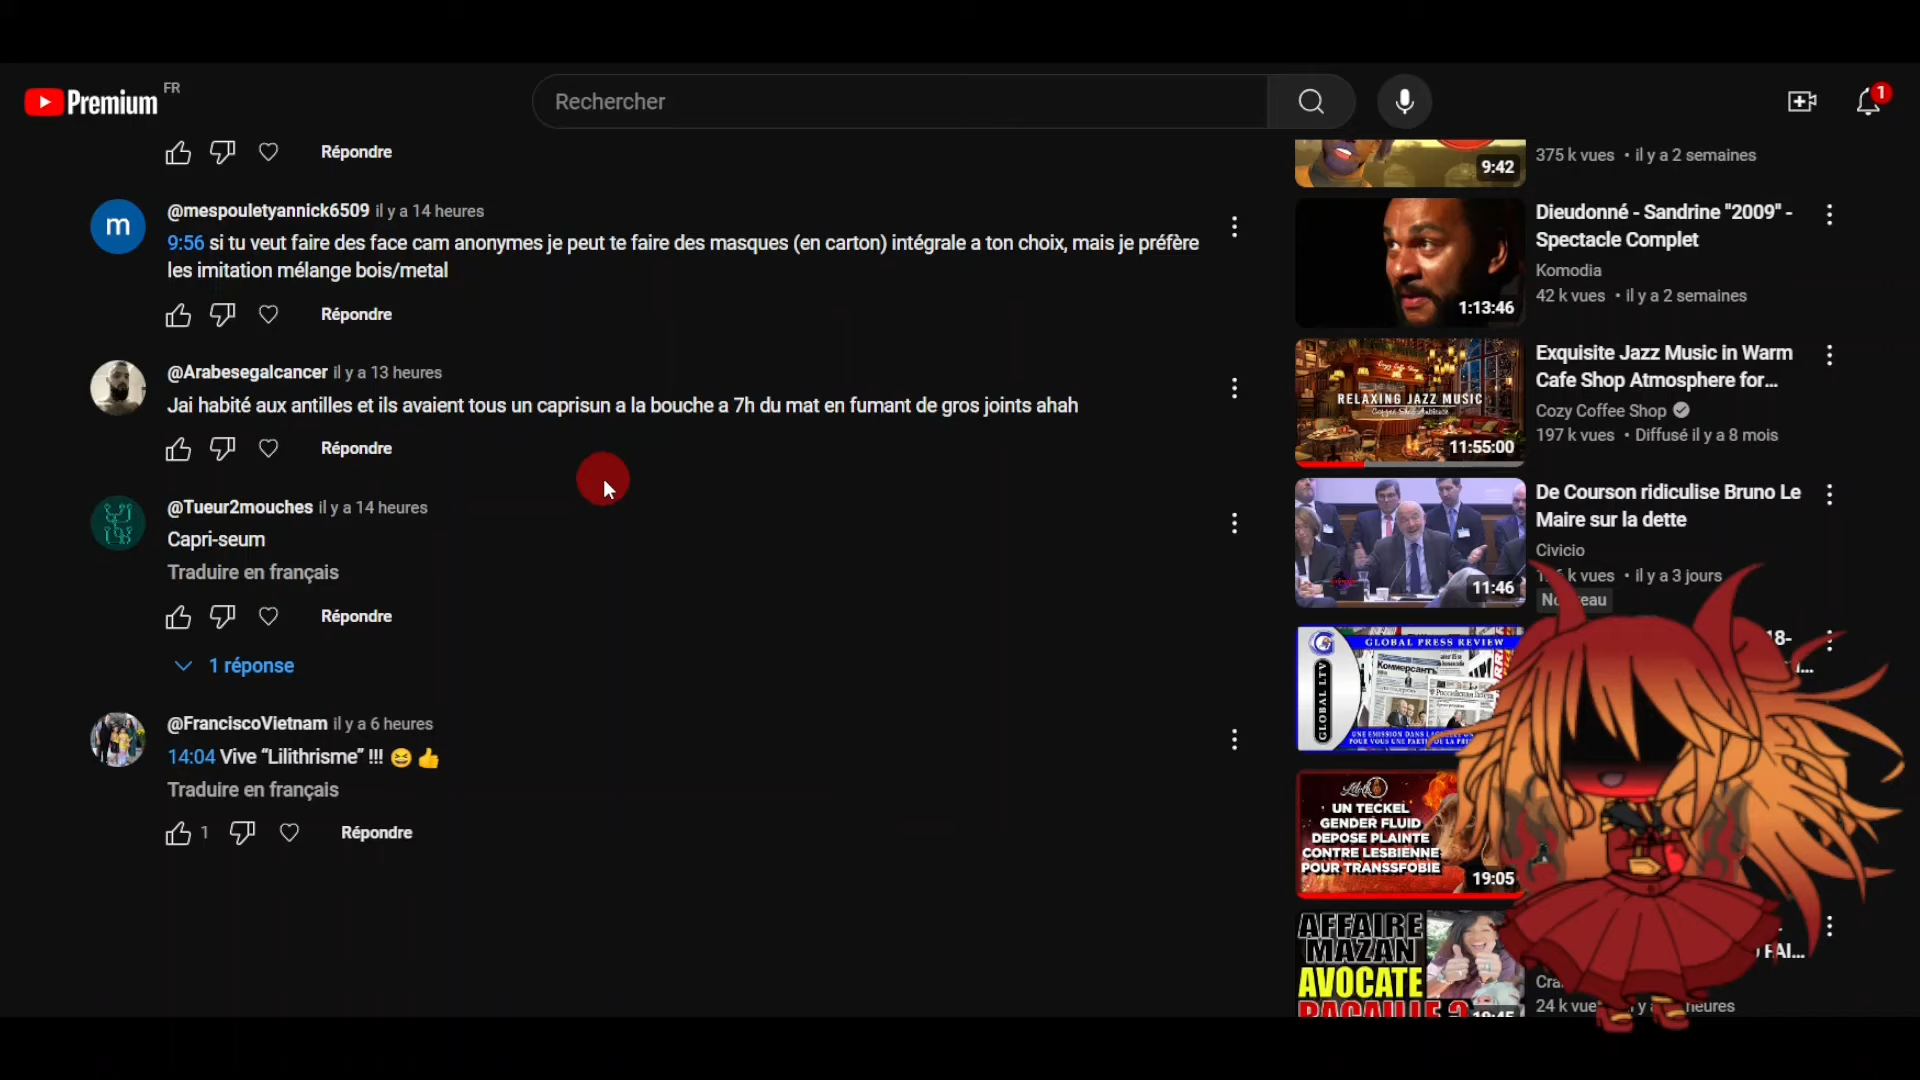 Premium FR
Rechercher
1
Répondre
@mespouletyannick6509 il y a 14 heures
9:56 si tu veut faire des face cam anonymes je peut te faire des masques (en carton) intégrale a ton choix, mais je préfère
les imitation mélange bois/metal
Répondre
@Arabesegalcancer il y a 13 heures
Jai habité aux antilles et ils avaient tous un caprisun a la bouche a 7h du mat en fumant de gros joints ahah
Répondre
@Tueur2mouches il y a 14 heures
Capri-seum
Traduire en français
Répondre
1 réponse
@FranciscoVietnam il y a 6 heures
14:04 Vive “Lilithrisme” !!! 😆 👍
Traduire en français
1
Répondre
9:42
375 k vues • il y a 2 semaines
1:13:46
Dieudonné - Sandrine "2009" -
Spectacle Complet
Komodia
42 k vues • il y a 2 semaines
RELAXING JAZZ MUSIC
11:55:00
Exquisite Jazz Music in Warm
Cafe Shop Atmosphere for...
Cozy Coffee Shop
197 k vues • Diffusé il y a 8 mois
11:46
De Courson ridiculise Bruno Le
Maire sur la dette
Civicio
k vues • il y a 3 jours
GLOBAL PRESS REVIEW
GLOBAL LTV
18-
UN TECKEL
GENDER FLUID
DEPOSE PLAINTE
CONTRE LESBIENNE
POUR TRANSSFOBIE
19:05
AFFAIRE
MAZAN
AVOCATE
RACAILLE ?
24 k
heures